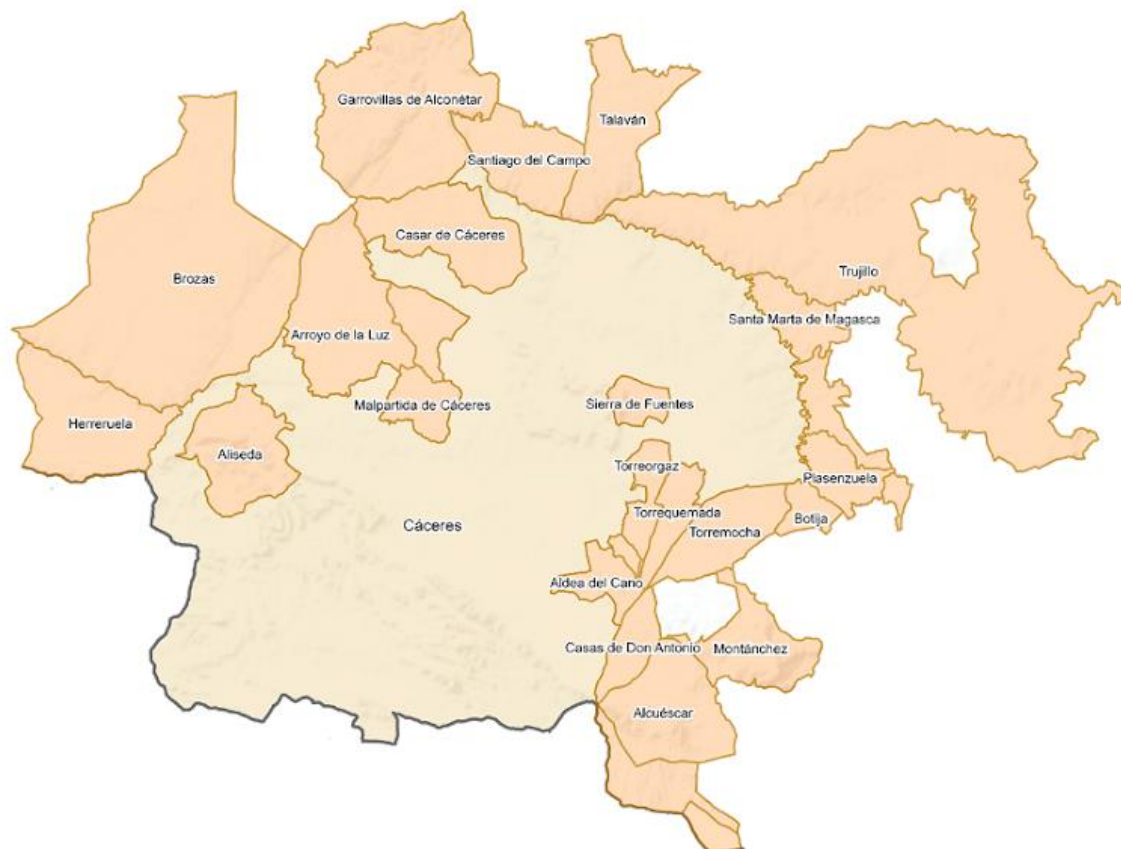 Garrovillas de Alconétar
Talaván
Santiago del Campo
Casar de Cáceres
Brozas
Trujillo
Santa Marta de Magasca
Arroyo de la Luz
Malpartida de Cáceres
Sierra de Fuentes
Herreruela
Aliseda
Torreorgaz
Plasenzuela
Torrequemada
Botija
Cáceres
Torremocha
Aldea del Cano
Casas de Don Antonio
Montánchez
Alcuéscar